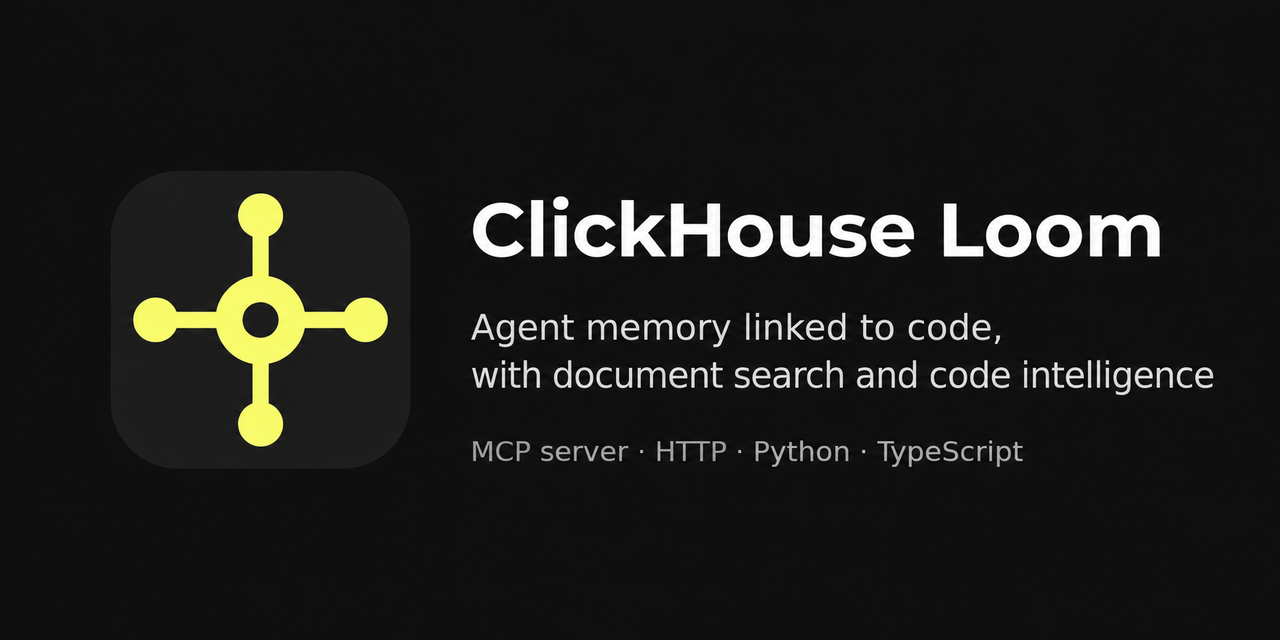 ClickHouse Loom
Agent memory linked to code,
with document search and code intelligence
MCP server · HTTP · Python · TypeScript